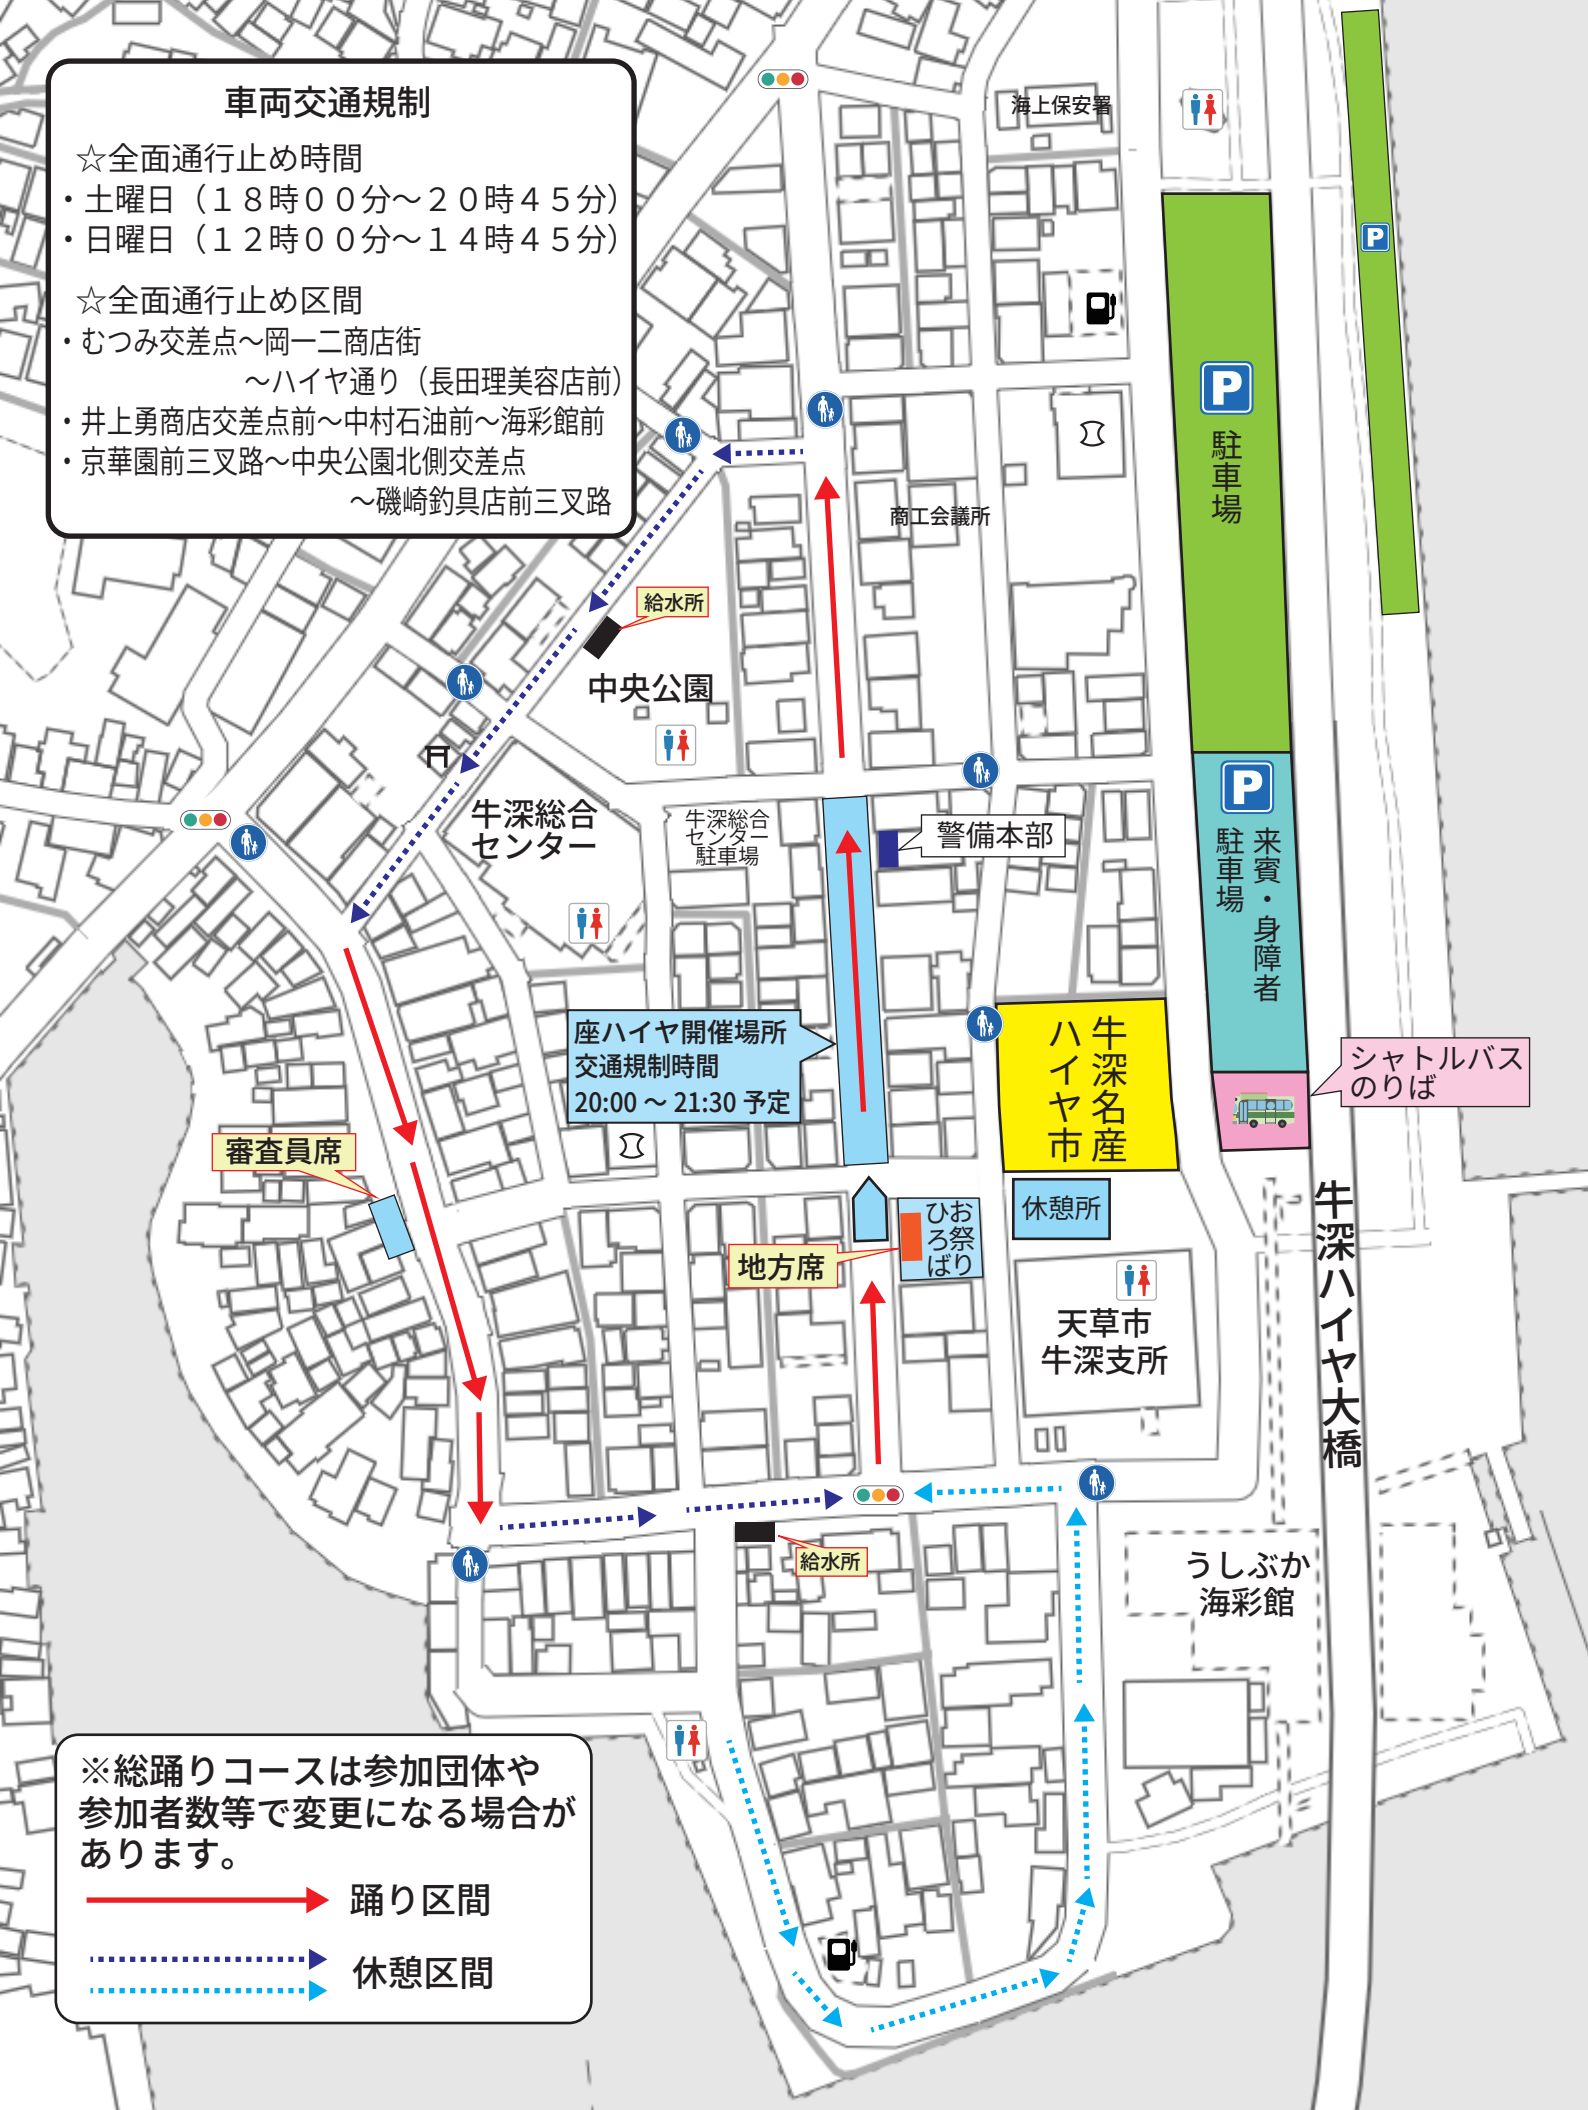 車両交通規制
☆全面通行止め時間
・土曜日（１８時００分～２０時４５分）
・日曜日（１２時００分～１４時４５分）
☆全面通行止め区間
・むつみ交差点～岡一二商店街
～ハイヤ通り（長田理美容店前）
・井上勇商店交差点前～中村石油前～海彩館前
・京華園前三叉路～中央公園北側交差点
～磯崎釣具店前三叉路
海上保安署
P
P
駐車場
商工会議所
給水所
中央公園
P
来賓・身障者
駐車場
牛深総合
センター
牛深総合
センター
駐車場
警備本部
座ハイヤ開催場所
交通規制時間
20:00 ～ 21:30 予定
牛深名産
ハイヤ市
シャトルバス
のりば
審査員席
休憩所
お祭り
ひろば
地方席
天草市
牛深支所
牛深ハイヤ大橋
給水所
うしぶか
海彩館
※総踊りコースは参加団体や
参加者数等で変更になる場合が
あります。
踊り区間
休憩区間